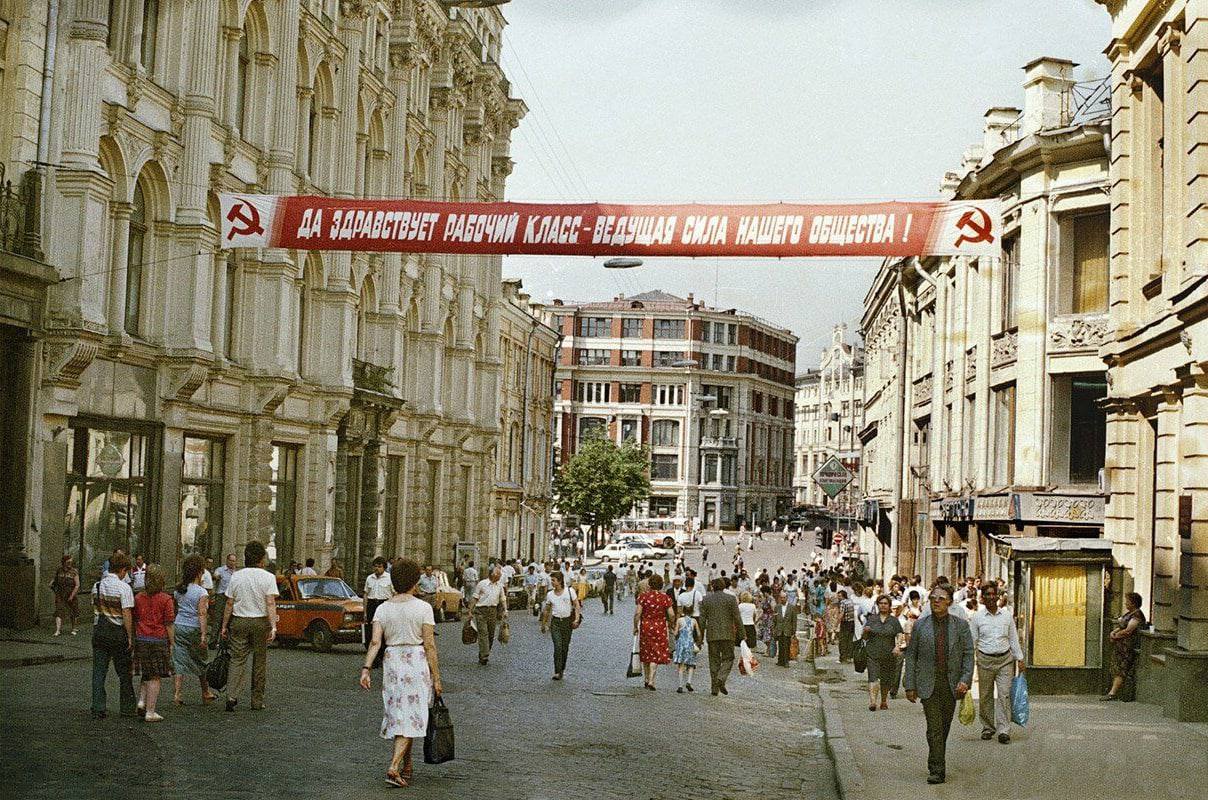 ДА ЗДРАВСТВУЕТ РАБОЧИЙ КЛАСС - ВЕДУЩАЯ СИЛА НАШЕГО ОБЩЕСТВА !